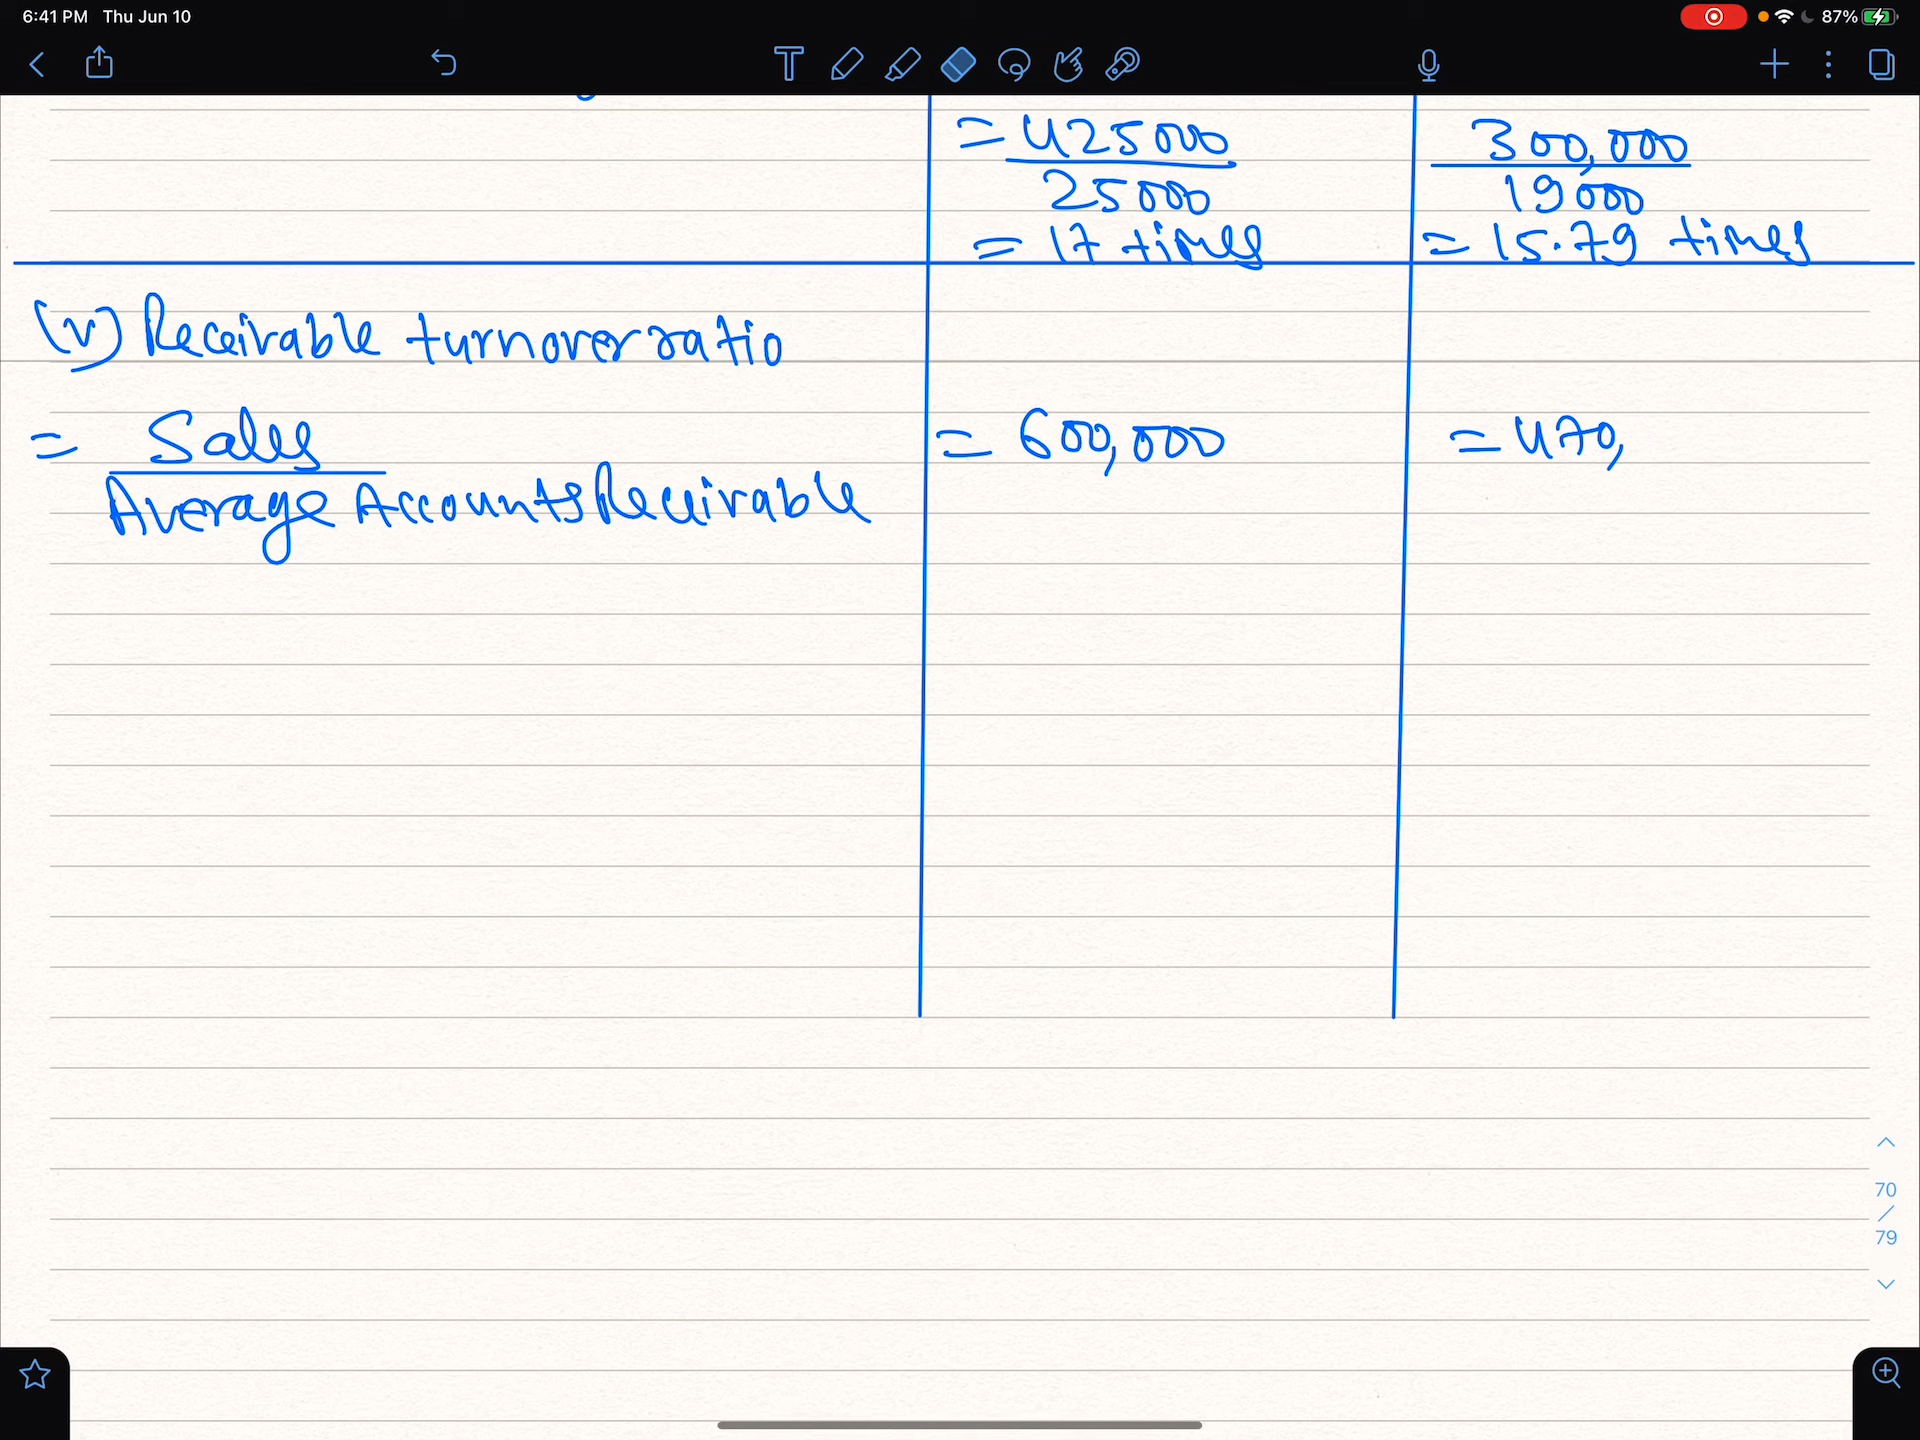 6:41 PM Thu Jun 10
87%
T
= 425000 300,000
25000 19000
= 17 times = 15.79 times
(v) Receivable turnover ratio
= Sales = 600,000 = 470,
Average Accounts Receivable
70
/
79